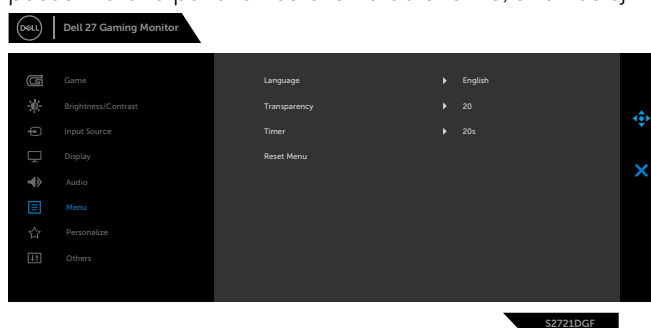 DELL
Dell 27 Gaming Monitor
Game
Language
English
Brightness/Contrast
Transparency
20
Input Source
Timer
20s
Display
Reset Menu
Audio
Menu
Personalize
Others
S2721DGF